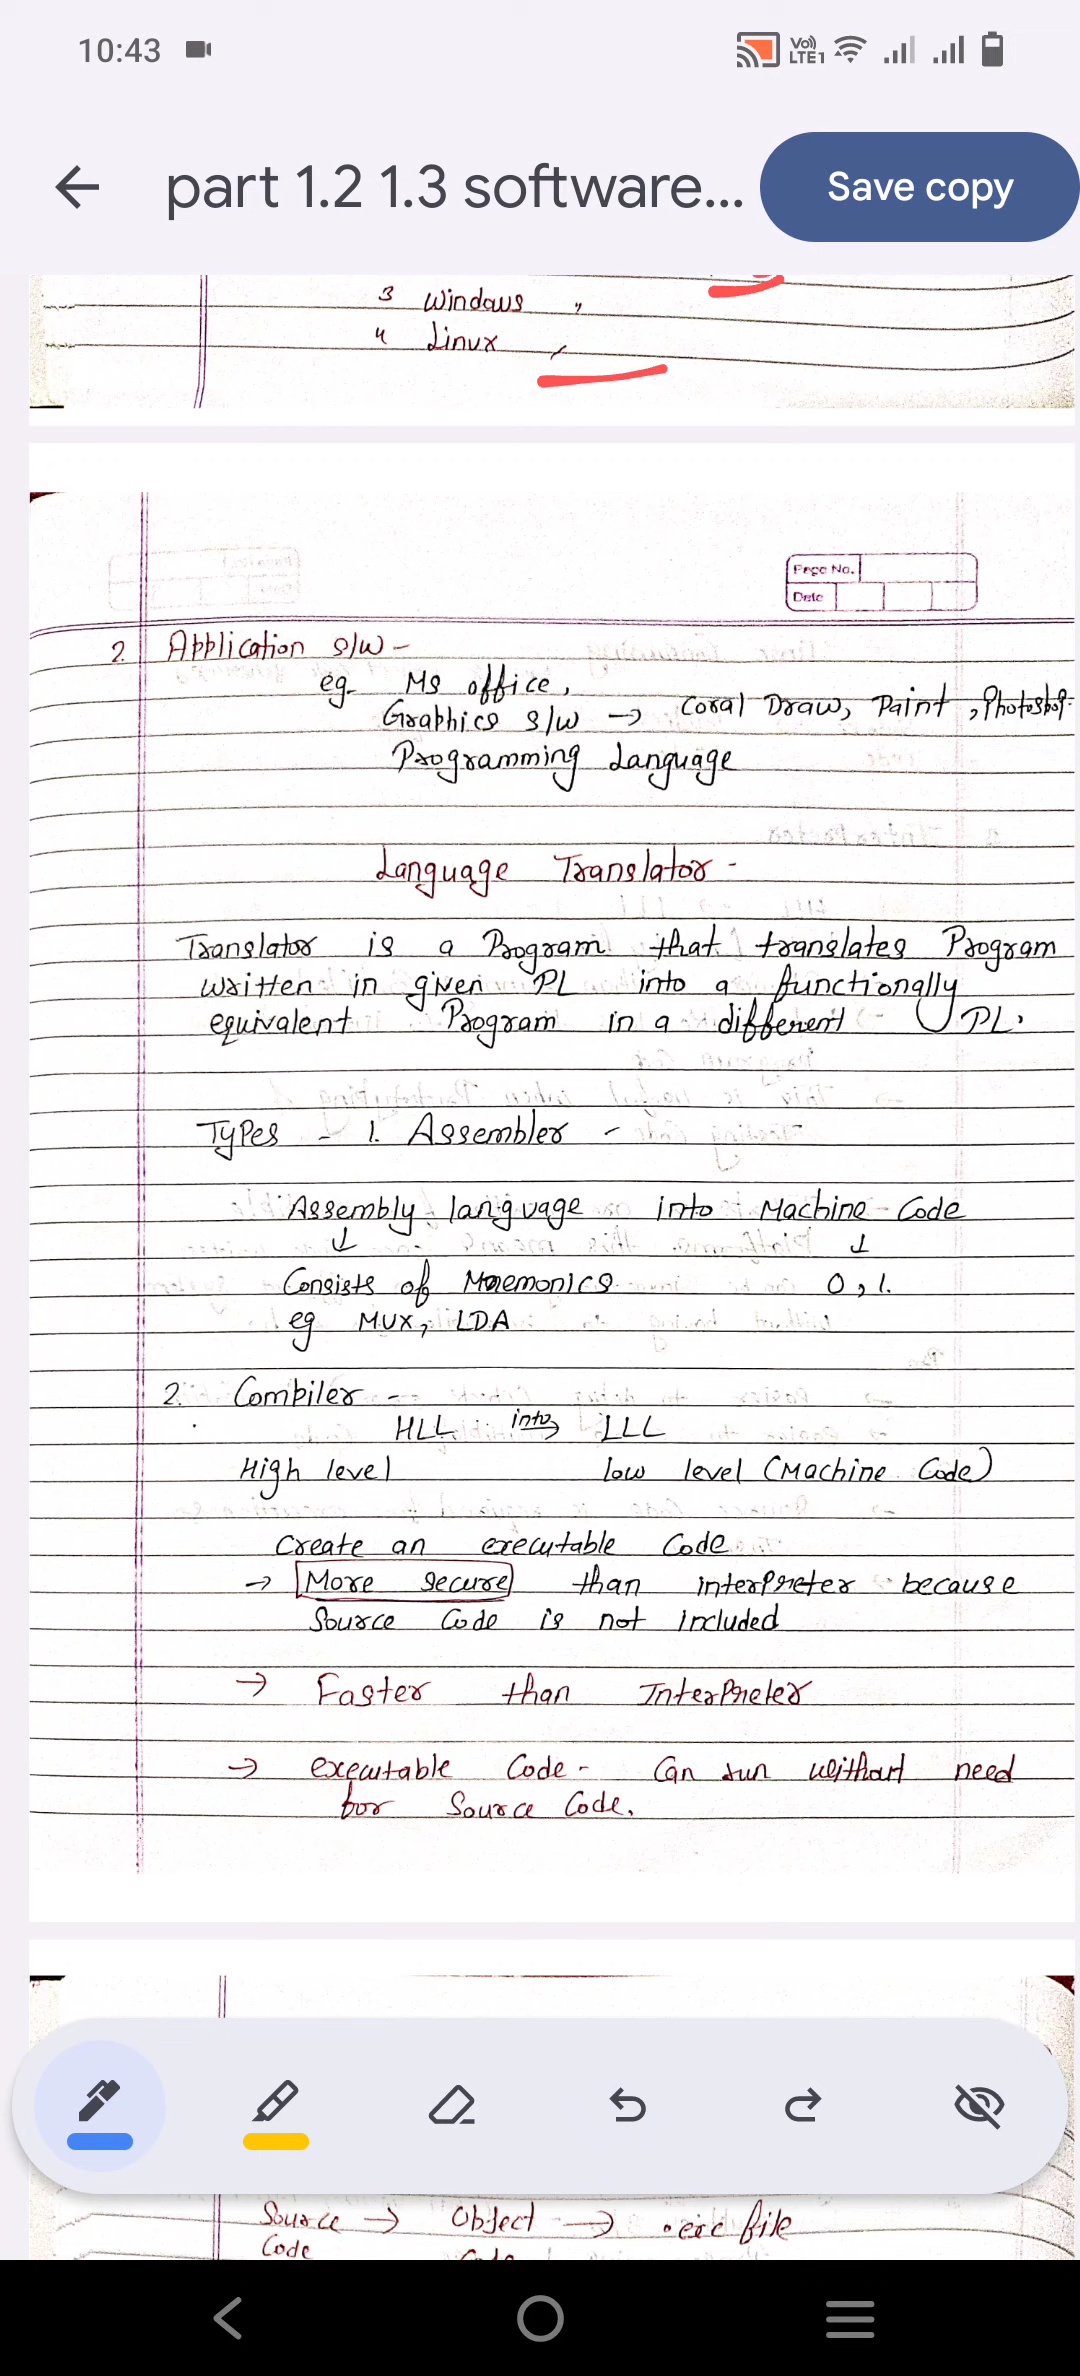 10:43
Vo)) LTE1
part 1.2 1.3 software... Save copy
3 Windows "
4 Linux
Page No.
Date
2. Application s/w -
eg- MS office,
Graphics s/w → Coral Draw, Paint, Photoshop
Programming Language
Language Translator -
Translator is a Program that translates Program
written in given PL into a functionally
equivalent Program in a different PL.
Types - 1. Assembler -
Assembly language into Machine Code
↓ ↓
Consists of Mnemonics 0, 1.
eg MUX, LDA
2. Compiler -
HLL into → LLL
High level low level (Machine Code)
Create an executable Code
→ More secure than interpreter because
Source Code is not included
→ Faster than Interpreter
→ executable Code - Can run without need
for Source Code.
Source → Object → .exe file
Code